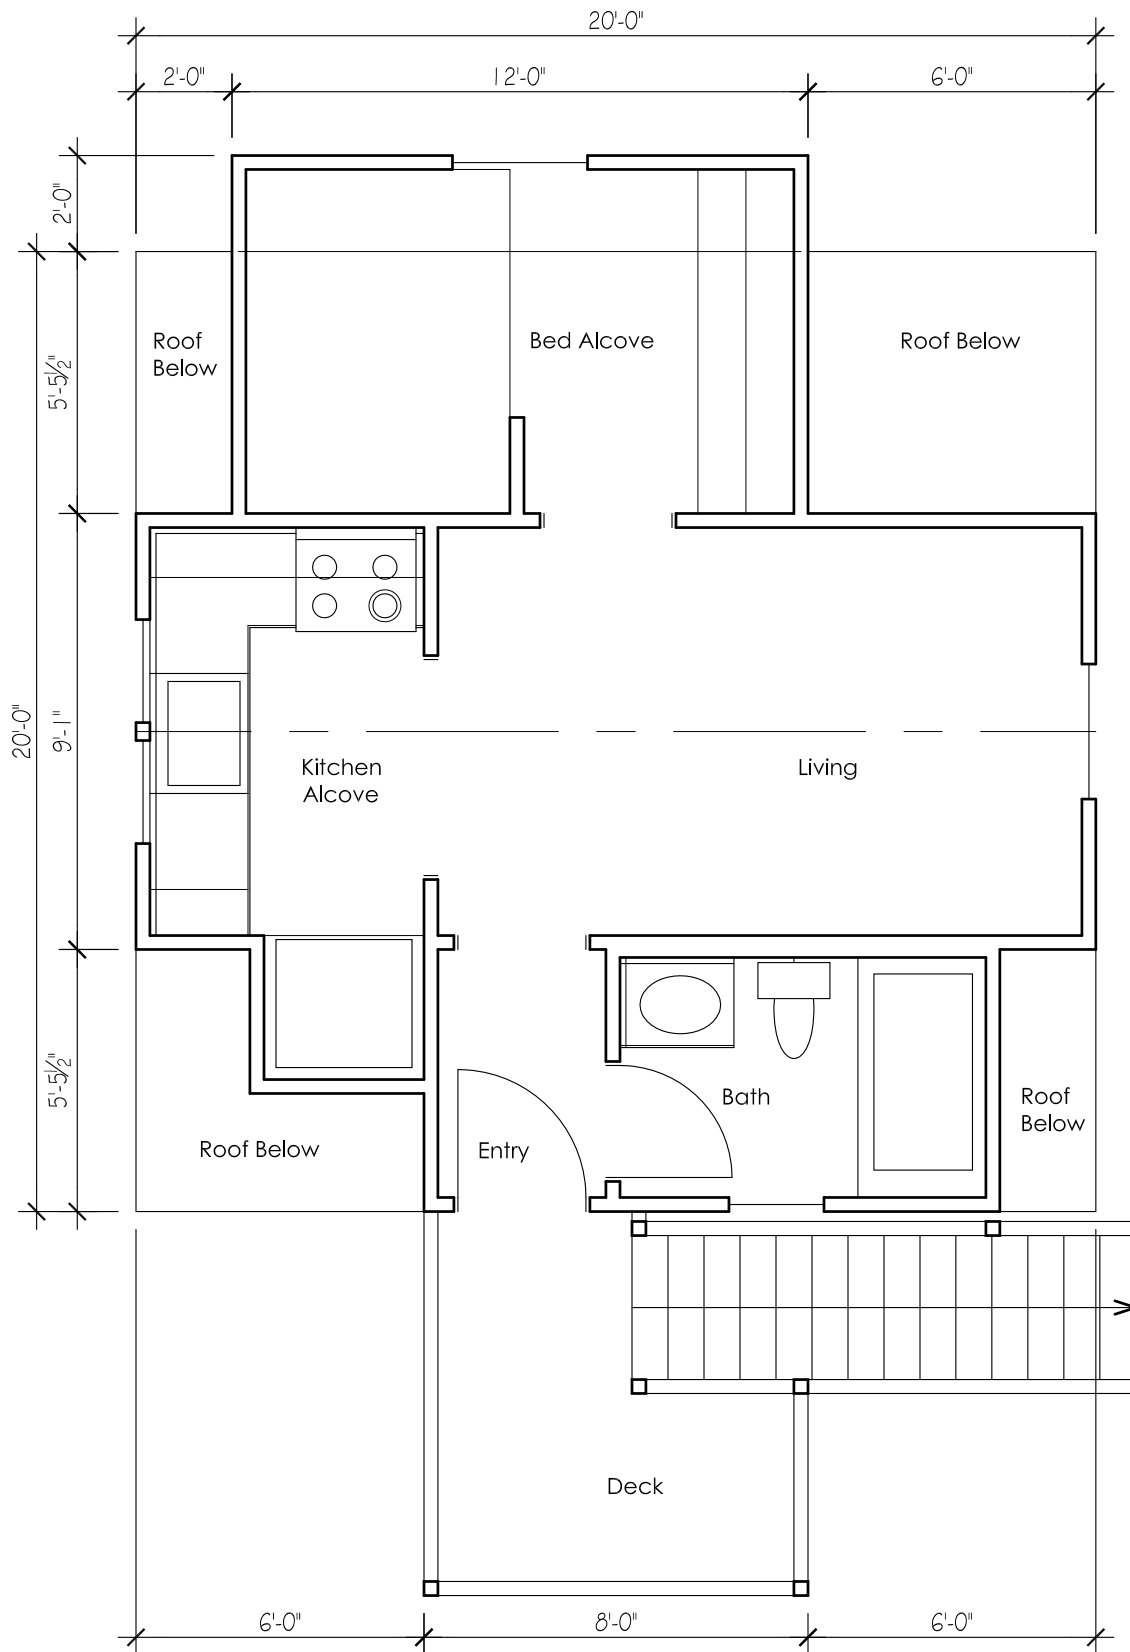 20'-0"
2'-0"
12'-0"
6'-0"
2'-0"
5'-5½"
9'-1"
5'-5½"
20'-0"
Roof
Below
Bed Alcove
Roof Below
Kitchen
Alcove
Living
Roof Below
Entry
Bath
Roof
Below
Deck
6'-0"
8'-0"
6'-0"